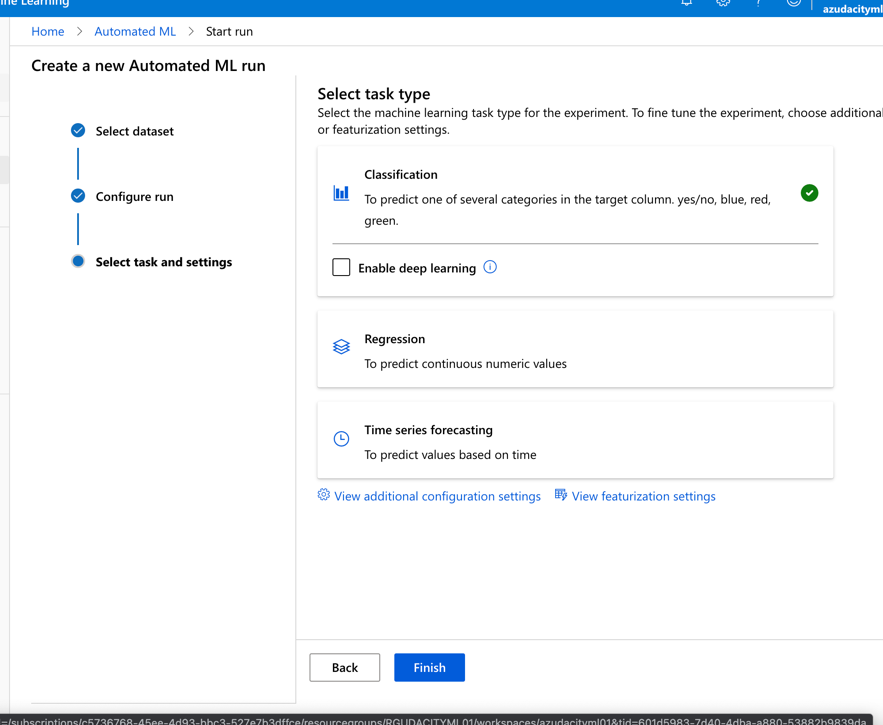 ine Learning
azudacityml
Home > Automated ML > Start run
Create a new Automated ML run
Select dataset
Configure run
Select task and settings
Select task type
Select the machine learning task type for the experiment. To fine tune the experiment, choose additional
or featurization settings.
Classification
To predict one of several categories in the target column. yes/no, blue, red,
green.
Enable deep learning
Regression
To predict continuous numeric values
Time series forecasting
To predict values based on time
View additional configuration settings View featurization settings
Back Finish
=/subscriptions/c5736768-45ee-4d93-bbc3-527e7b3dffce/resourcegroups/RGUDACITYML01/workspaces/azudacityml01&tid=601d5983-7d40-4dba-a880-53882b9839da